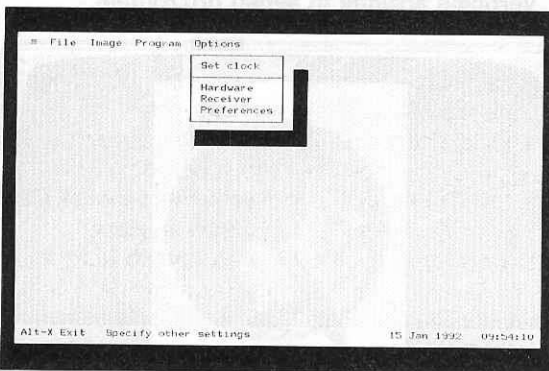 ≡ File Image Program Options
Set clock
Hardware
Receiver
Preferences
Alt-X Exit Specify other settings 15 Jan 1992 09:54:10